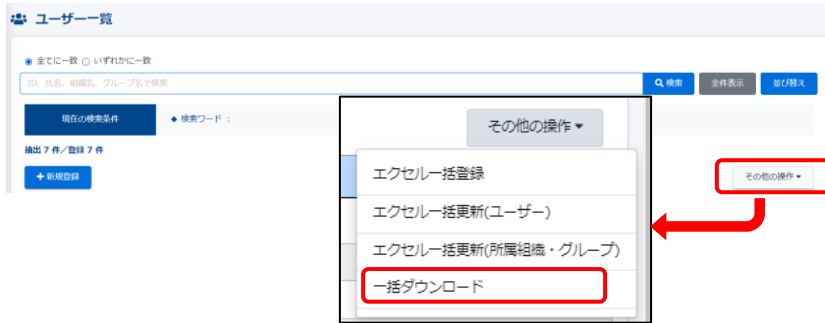 ユーザー一覧
全てに一致 いずれかに一致
ID、氏名、組織名、グループ名で検索
検索 全件表示 並び替え
現在の検索条件 ◆ 検索ワード：
抽出 7 件／登録 7 件
+ 新規登録
その他の操作▼
その他の操作▼
エクセル一括登録
エクセル一括更新(ユーザー)
エクセル一括更新(所属組織・グループ)
一括ダウンロード